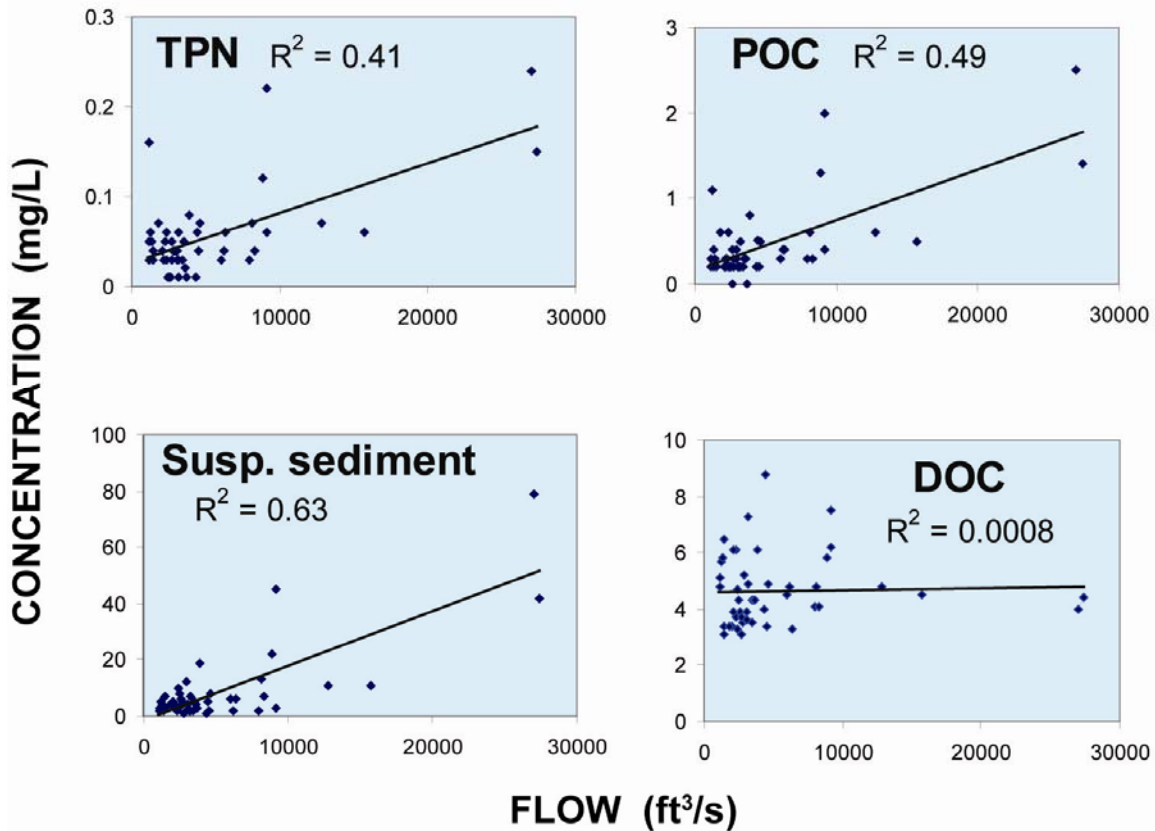 CONCENTRATION (mg/L)
TPN R² = 0.41
0.3
0.2
0.1
0
0 10000 20000 30000
POC R² = 0.49
3
2
1
0
0 10000 20000 30000
Susp. sediment
R² = 0.63
100
80
60
40
20
0
0 10000 20000 30000
DOC
R² = 0.0008
10
8
6
4
2
0
0 10000 20000 30000
FLOW (ft³/s)